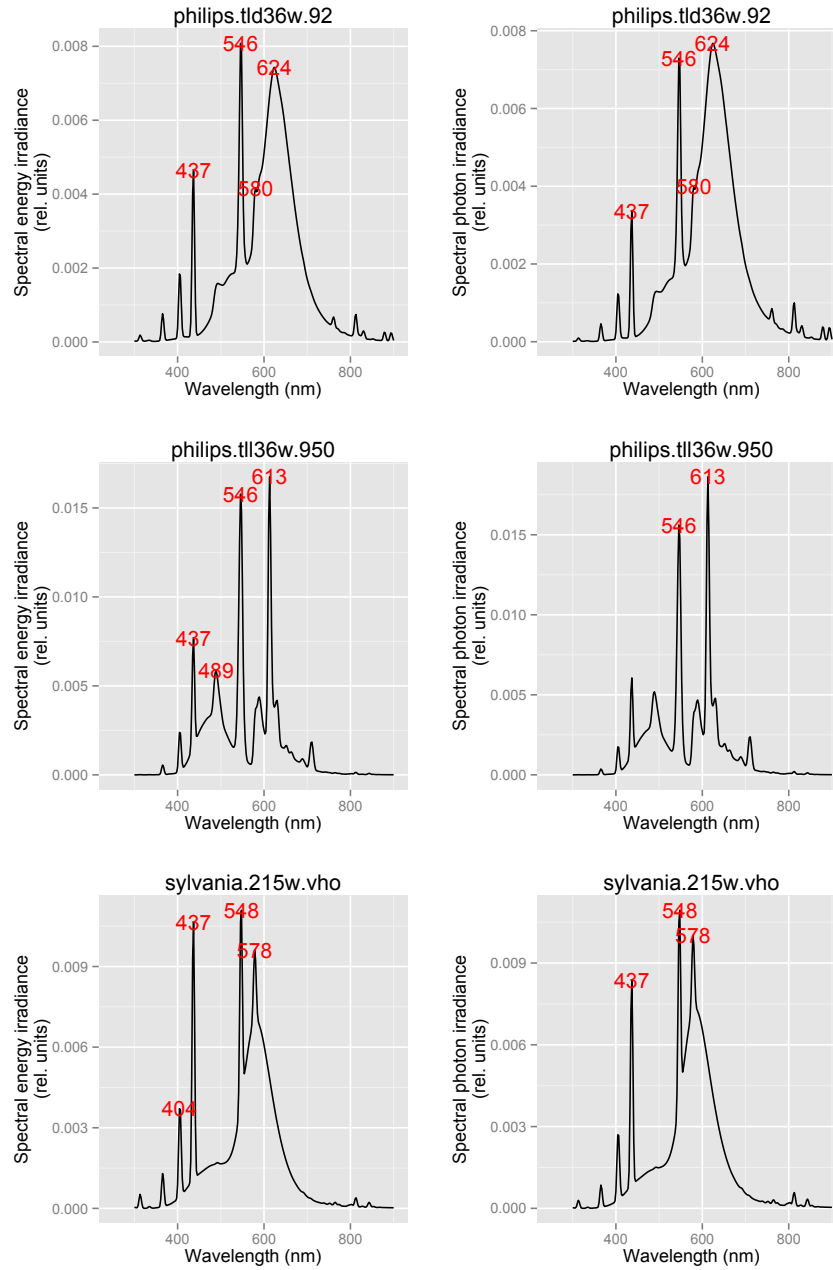 philips.tld36w.92
546
624
437
580
0.008
0.006
0.004
0.002
0.000
400
600
800
Spectral energy irradiance
(rel. units)
Wavelength (nm)
philips.tld36w.92
624
546
580
437
0.008
0.006
0.004
0.002
0.000
400
600
800
Spectral photon irradiance
(rel. units)
Wavelength (nm)
philips.tll36w.950
613
546
437
489
0.015
0.010
0.005
0.000
400
600
800
Spectral energy irradiance
(rel. units)
Wavelength (nm)
philips.tll36w.950
613
546
0.015
0.010
0.005
0.000
400
600
800
Spectral photon irradiance
(rel. units)
Wavelength (nm)
sylvania.215w.vho
548
437
578
404
0.009
0.006
0.003
0.000
400
600
800
Spectral energy irradiance
(rel. units)
Wavelength (nm)
sylvania.215w.vho
548
578
437
0.009
0.006
0.003
0.000
400
600
800
Spectral photon irradiance
(rel. units)
Wavelength (nm)